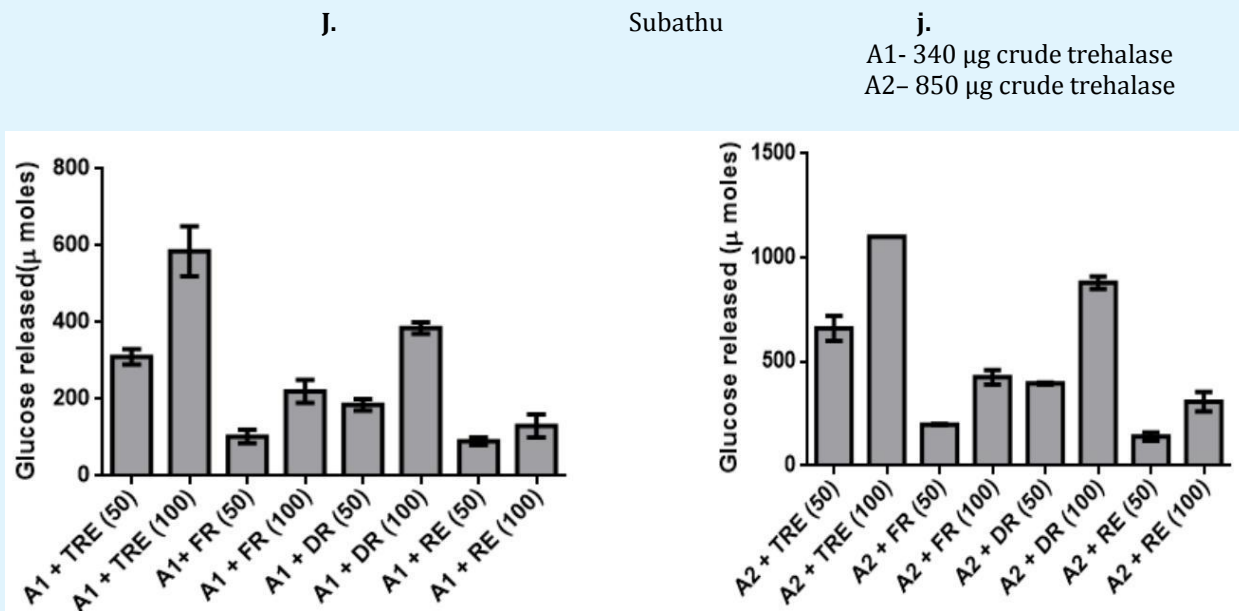 J. Subathu j.
A1- 340 µg crude trehalase
A2– 850 µg crude trehalase
Glucose released(µ moles)
800
600
400
200
0
A1 + TRE (50)
A1 + TRE (100)
A1+ FR (50)
A1 + FR (100)
A1 + DR (50)
A1 + DR (100)
A1 + RE (50)
A1 + RE (100)
Glucose released (µ moles)
1500
1000
500
0
A2 + TRE (50)
A2 + TRE (100)
A2 + FR (50)
A2 + FR (100)
A2 + DR (50)
A2 + DR (100)
A2 + RE (50)
A2 + RE (100)